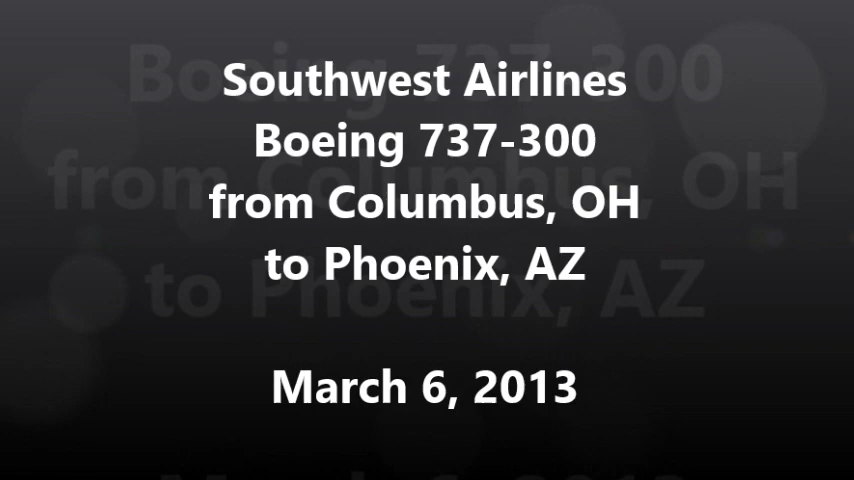 Southwest Airlines
Boeing 737-300
from Columbus, OH
to Phoenix, AZ
March 6, 2013